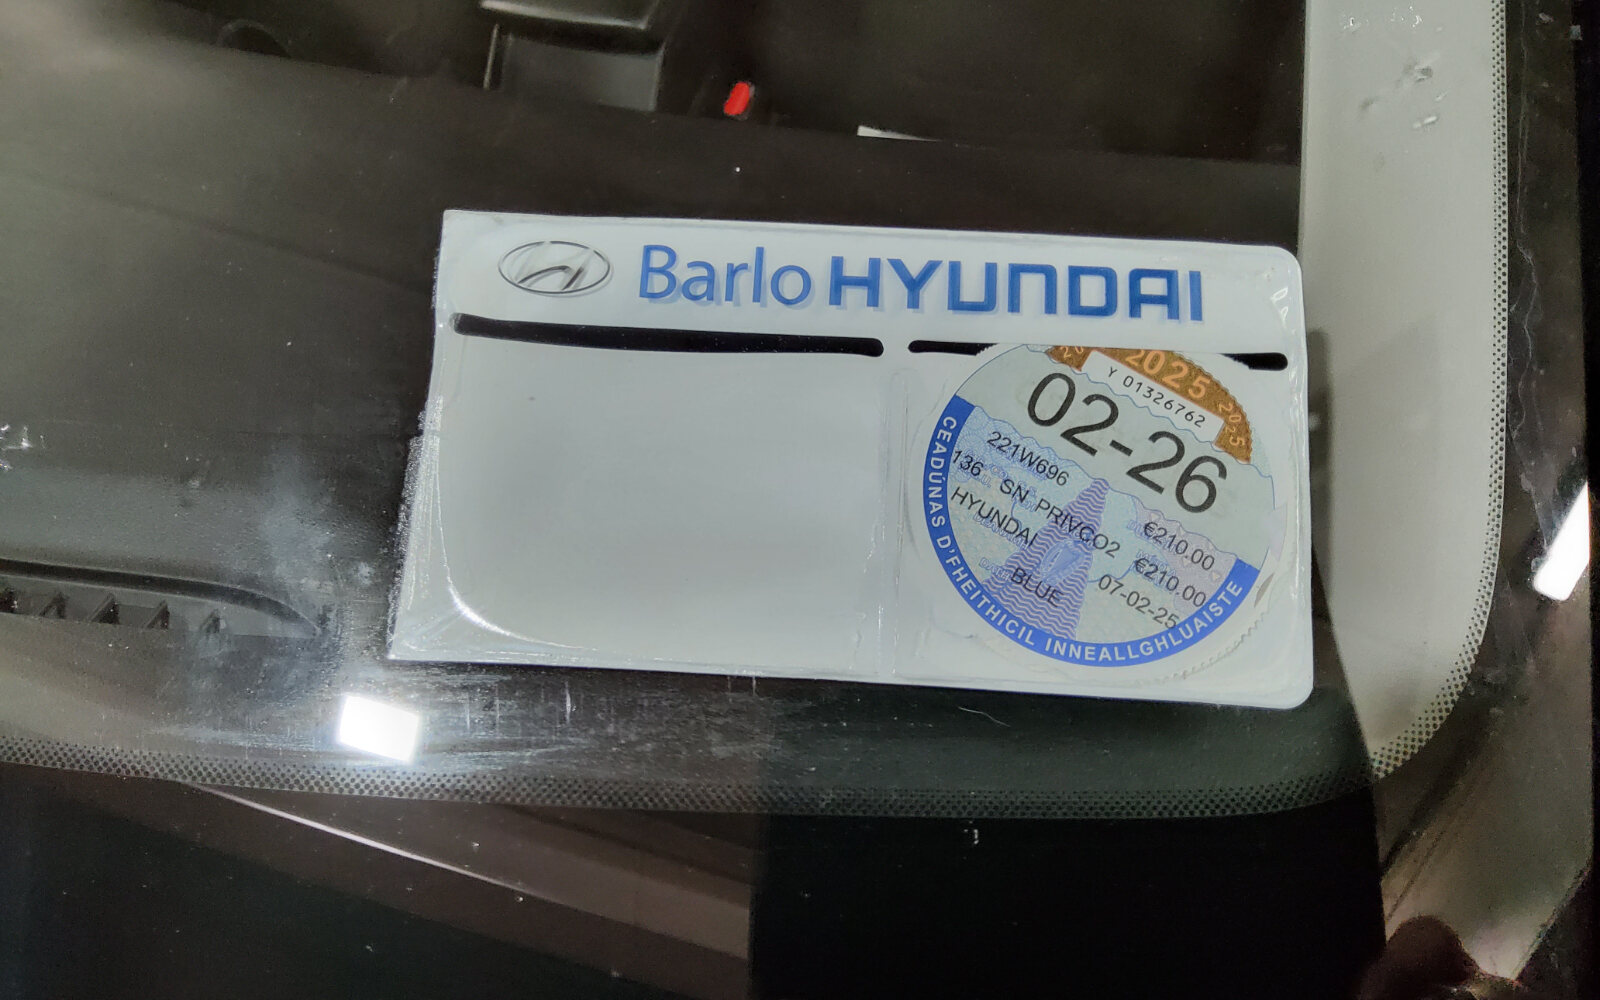 Barlo HYUNDAI
2025
2025
Y 01326762
02-26
221W696
136 SN PRIVCO2 €210.00
HYUNDAI €210.00
BLUE 07-02-25
CEADÚNAS D'FHEITHICIL INNEALLGHLUAISTE